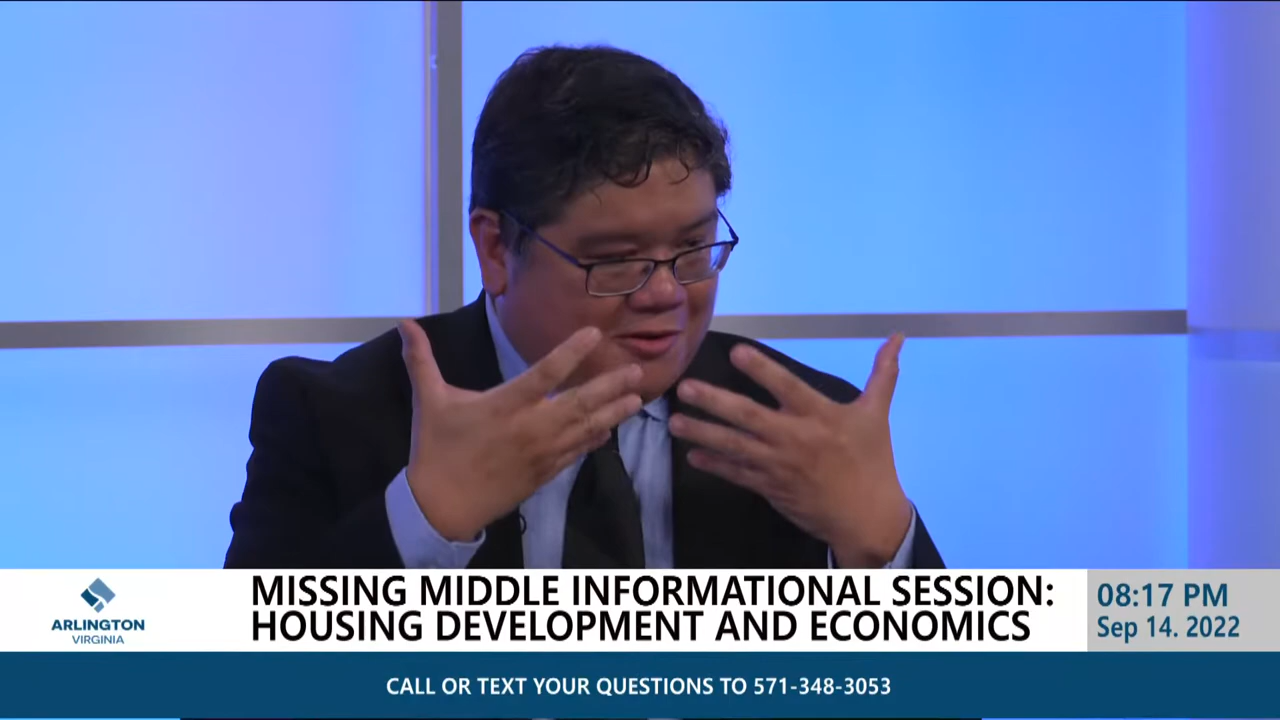 MISSING MIDDLE INFORMATIONAL SESSION:
HOUSING DEVELOPMENT AND ECONOMICS
ARLINGTON
VIRGINIA
08:17 PM
Sep 14. 2022
CALL OR TEXT YOUR QUESTIONS TO 571-348-3053